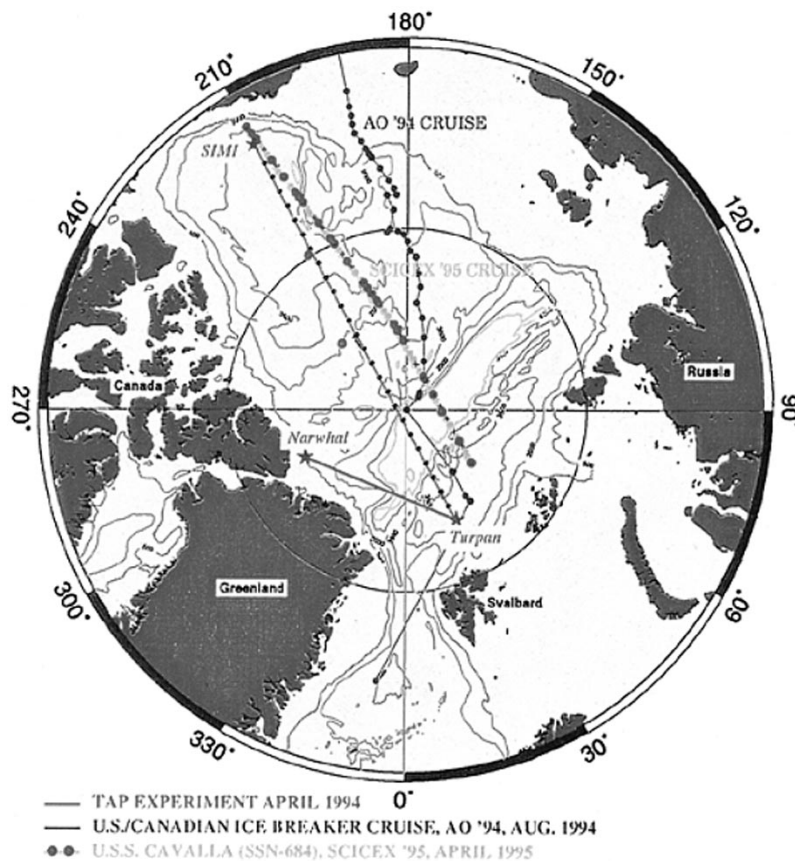 180°
210°
150°
AO '94 CRUISE
SIMI
240°
120°
SCICEX '95 CRUISE
Canada
Russia
270°
90°
Narwhal
Turpan
Greenland
Svalbard
300°
60°
330°
30°
0°
TAP EXPERIMENT APRIL 1994
U.S./CANADIAN ICE BREAKER CRUISE, AO '94, AUG. 1994
U.S.S. CAVALLA (SSN-684), SCICEX '95, APRIL 1995